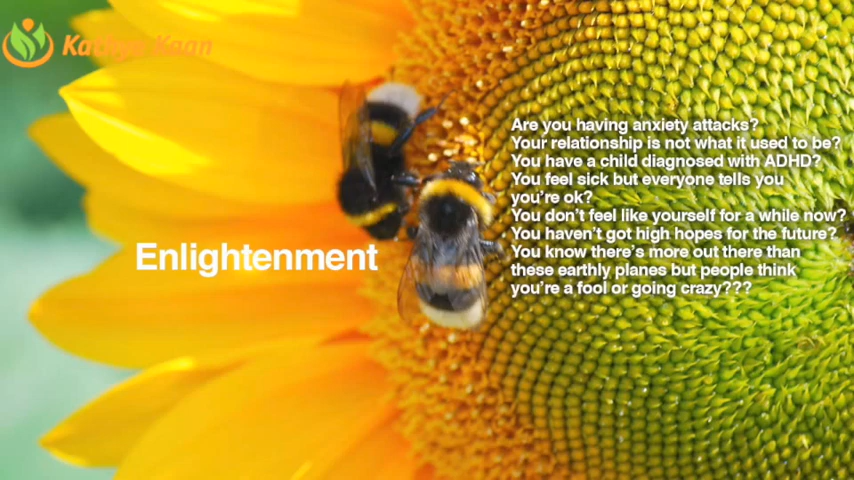 Kathye Kaan
Enlightenment
Are you having anxiety attacks?
Your relationship is not what it used to be?
You have a child diagnosed with ADHD?
You feel sick but everyone tells you
you're ok?
You don't feel like yourself for a while now?
You haven't got high hopes for the future?
You know there's more out there than
these earthly planes but people think
you're a fool or going crazy???